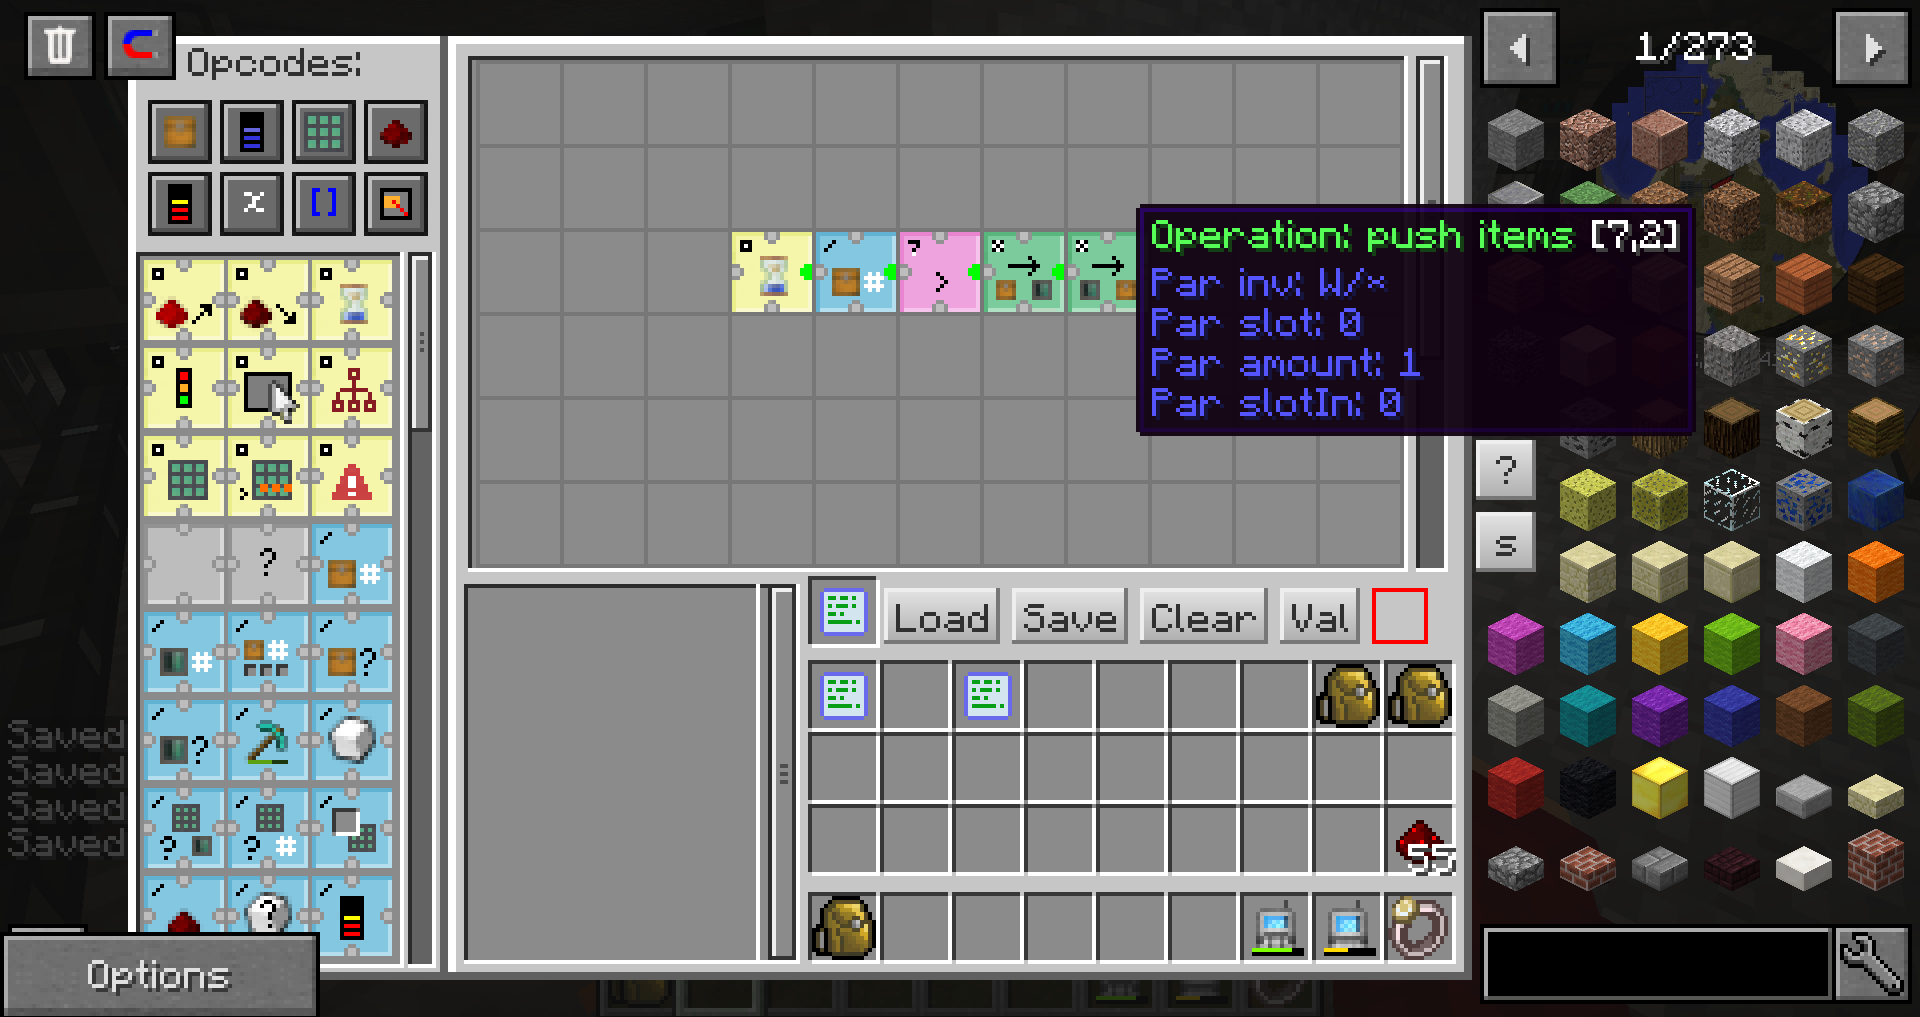 Opcodes:
1/273
Operation: push items [7,2]
Par inv: W/×
Par slot: 0
Par amount: 1
Par slotIn: 0
?
s
Load
Save
Clear
Val
Saved
Saved
Saved
Saved
55
Options